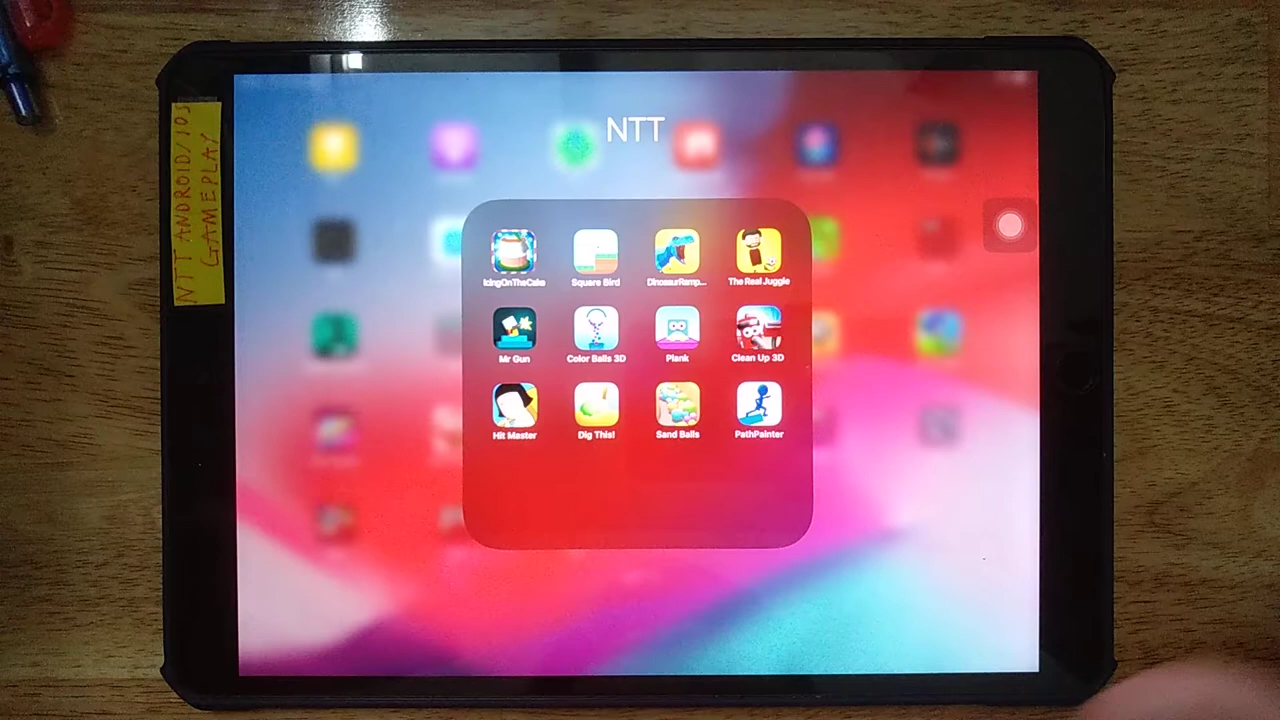 NTT ANDROID/IOS
GAMEPLAY
NTT
IcingOnTheCake
Square Bird
DinosaurRamp...
The Real Juggle
Mr Gun
Color Balls 3D
Plank
Clean Up 3D
Hit Master
Dig This!
Sand Balls
PathPainter